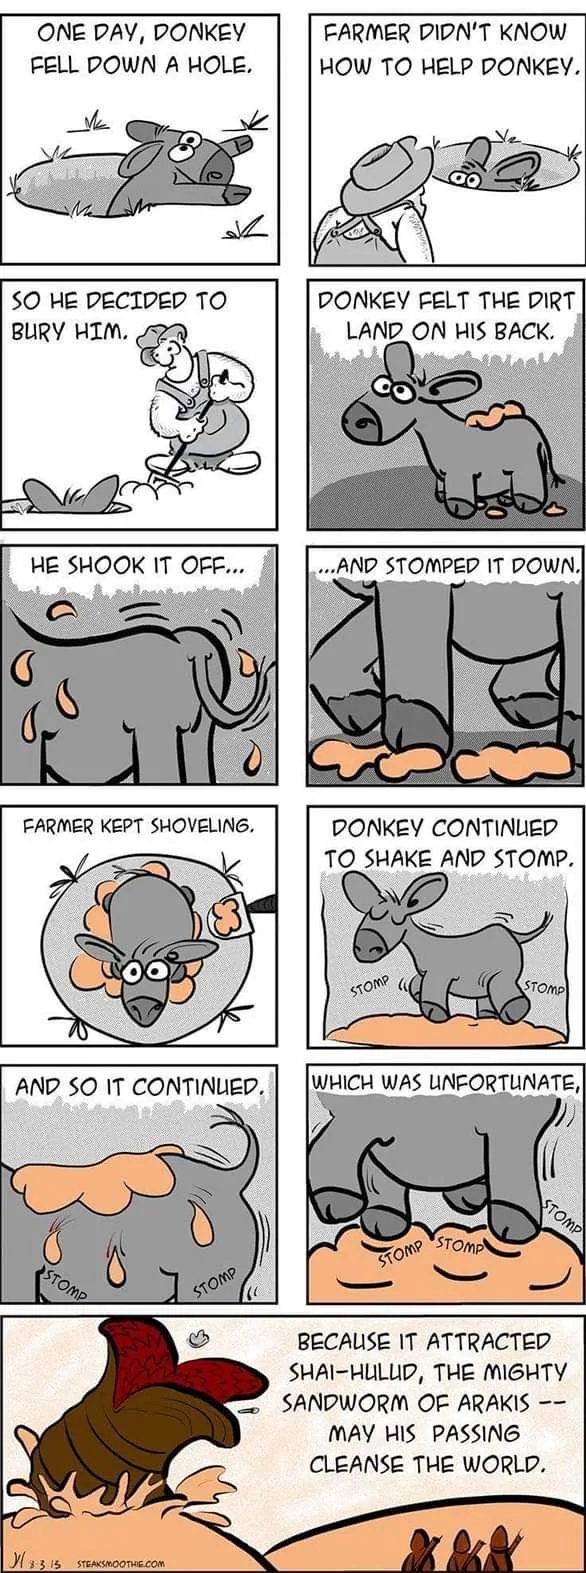 ONE DAY, DONKEY
FELL DOWN A HOLE.
FARMER DIDN'T KNOW
HOW TO HELP DONKEY.
SO HE DECIDED TO
BURY HIM.
DONKEY FELT THE DIRT
LAND ON HIS BACK.
HE SHOOK IT OFF...
...AND STOMPED IT DOWN.
FARMER KEPT SHOVELING.
DONKEY CONTINUED
TO SHAKE AND STOMP.
STOMP
STOMP
AND SO IT CONTINUED.
STOMP
STOMP
WHICH WAS UNFORTUNATE,
STOMP
STOMP
STOMP
BECAUSE IT ATTRACTED
SHAI-HULUD, THE MIGHTY
SANDWORM OF ARAKIS --
MAY HIS PASSING
CLEANSE THE WORLD.
8·3·13 STEAKSMOOTHIE.COM